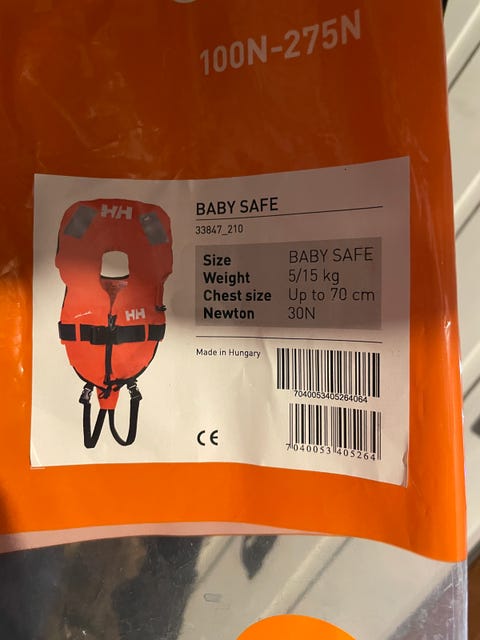 100N-275N
HH
HH
BABY SAFE
33847_210
Size BABY SAFE
Weight 5/15 kg
Chest size Up to 70 cm
Newton 30N
Made in Hungary
7040053405264064
CE
7 040053 405264